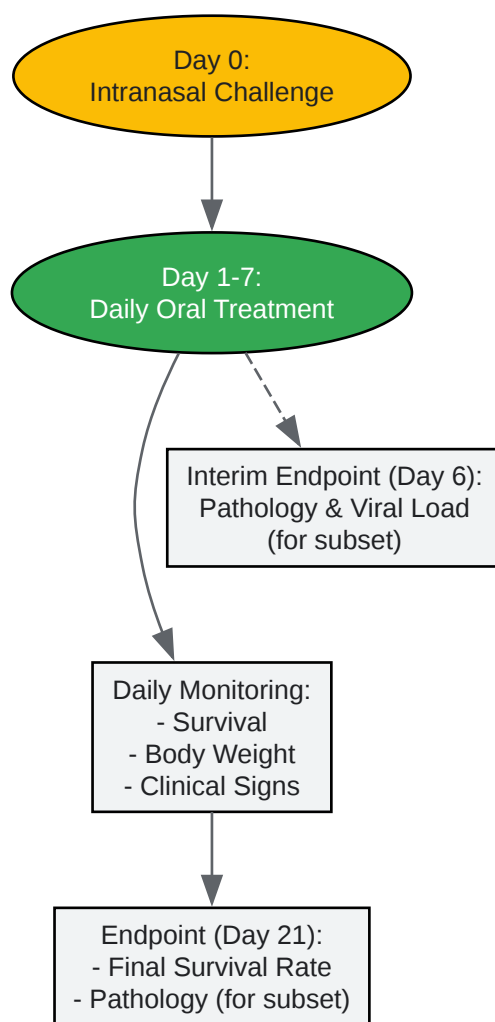 Day 0:
Intranasal Challenge
Day 1-7:
Daily Oral Treatment
Interim Endpoint (Day 6):
Pathology & Viral Load
(for subset)
Daily Monitoring:
- Survival
- Body Weight
- Clinical Signs
Endpoint (Day 21):
- Final Survival Rate
- Pathology (for subset)